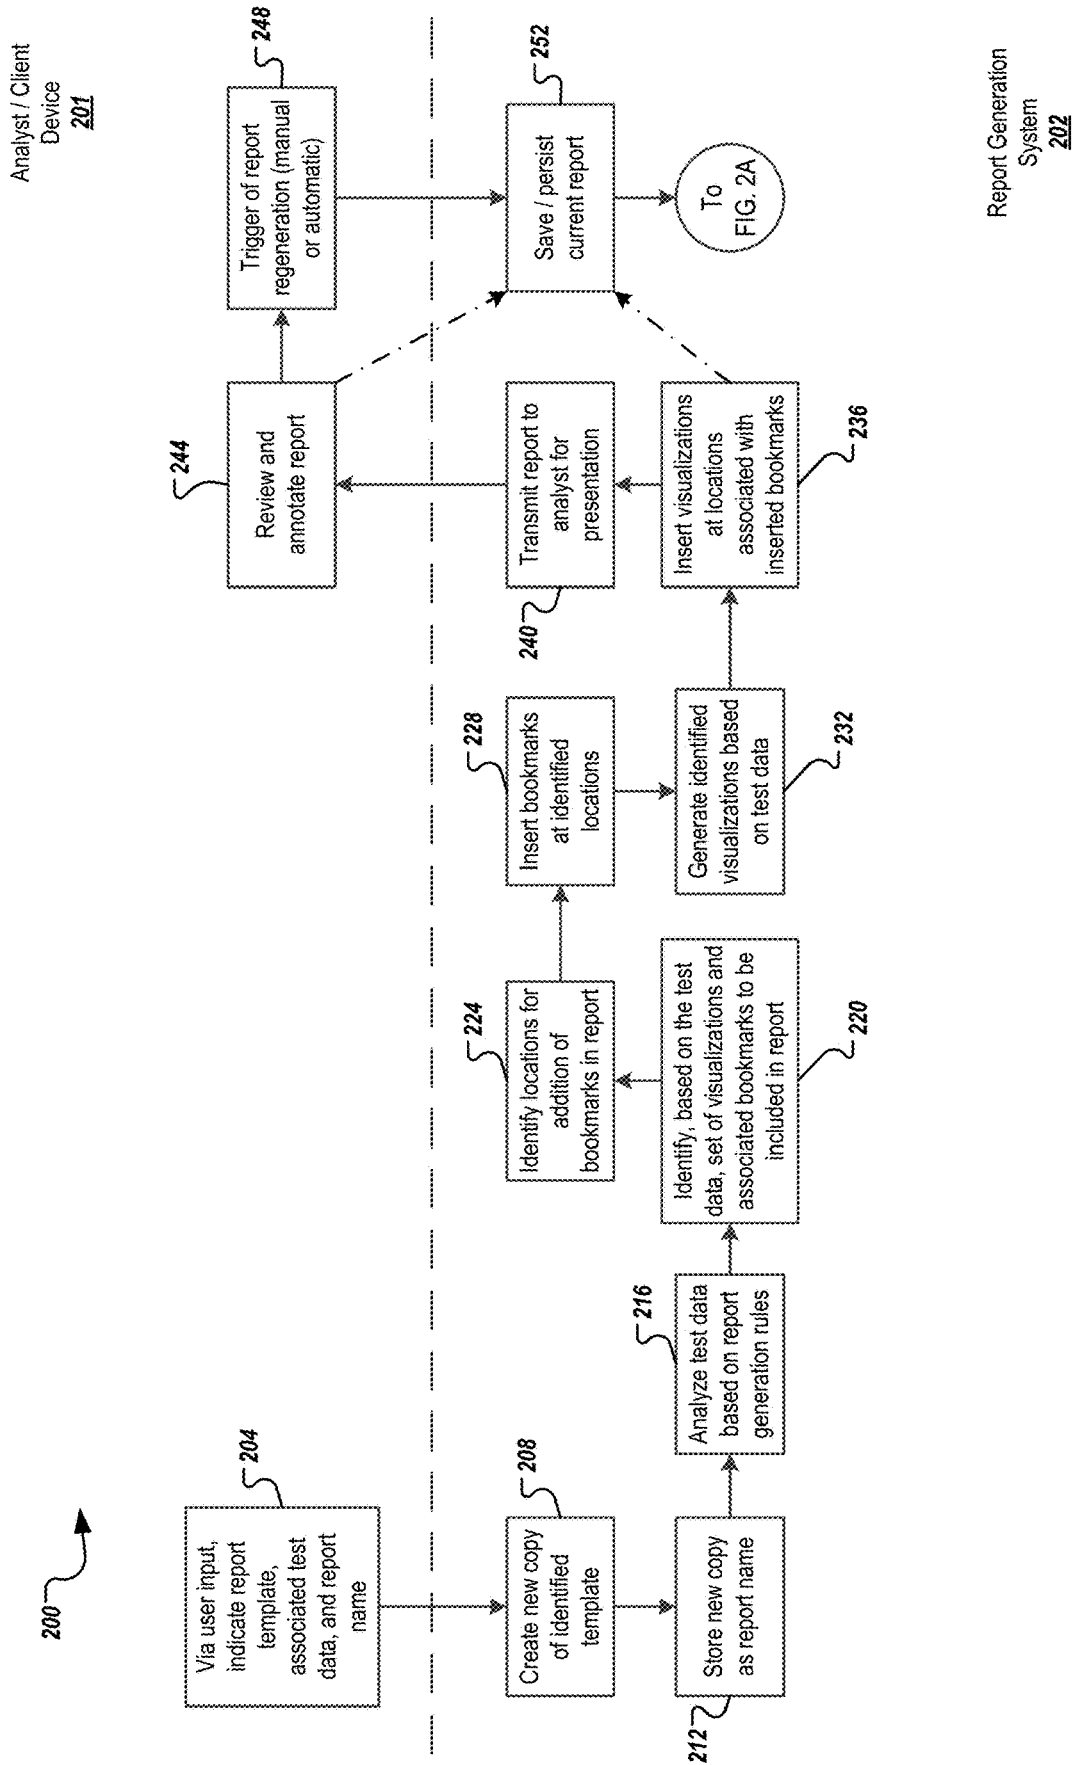 200
Analyst / Client
Device
201
Via user input,
indicate report
template,
associated test
data, and report
name
204
Review and
annotate report
244
Trigger of report
regeneration (manual
or automatic)
248
Create new copy
of identified
template
208
Store new copy
as report name
212
Analyze test data
based on report
generation rules
216
Identify, based on the test
data, set of visualizations and
associated bookmarks to be
included in report
220
Identify locations for
addition of
bookmarks in report
224
Insert bookmarks
at identified
locations
228
Generate identified
visualizations based
on test data
232
Insert visualizations
at locations
associated with
inserted bookmarks
236
Transmit report to
analyst for
presentation
240
Save / persist
current report
252
To
FIG. 2A
Report Generation
System
202